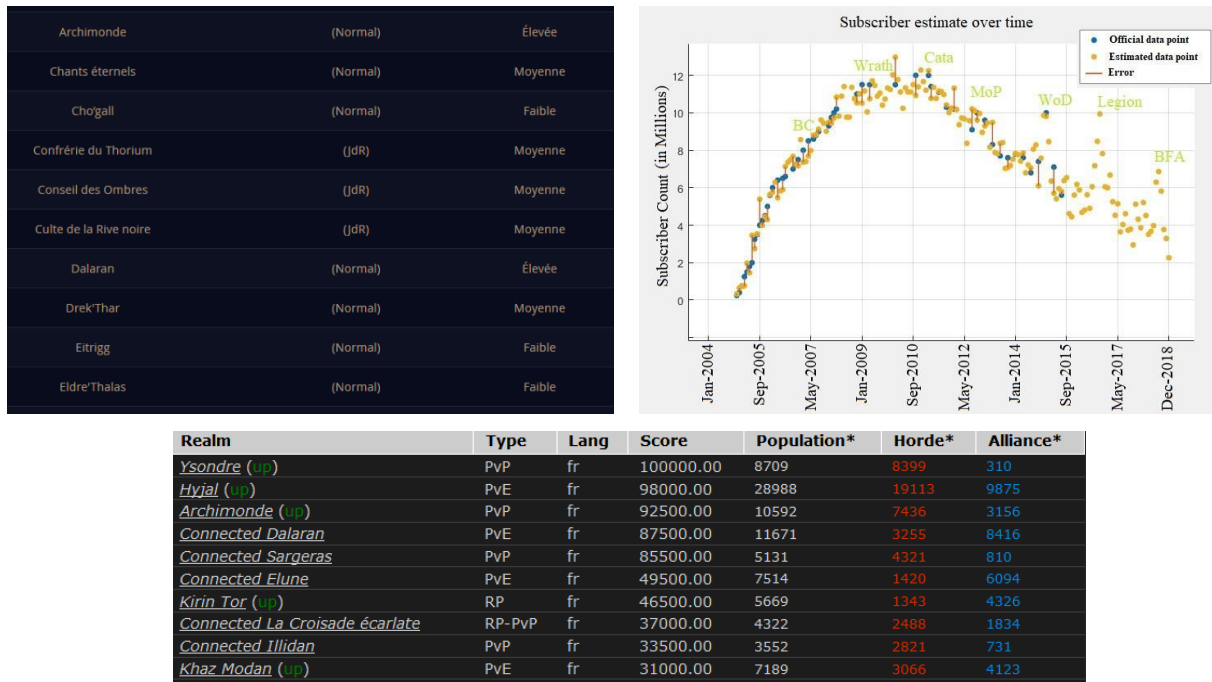 Archimonde (Normal) Élevée
Chants éternels (Normal) Moyenne
Cho'gall (Normal) Faible
Confrérie du Thorium (JdR) Moyenne
Conseil des Ombres (JdR) Moyenne
Culte de la Rive noire (JdR) Moyenne
Dalaran (Normal) Élevée
Drek'Thar (Normal) Moyenne
Eitrigg (Normal) Faible
Eldre'Thalas (Normal) Faible
Subscriber estimate over time
Official data point
Estimated data point
Error
Subscriber Count (in Millions)
12
10
8
6
4
2
0
BC
Wrath
Cata
MoP
WoD
Legion
BFA
Jan-2004
Sep-2005
May-2007
Jan-2009
Sep-2010
May-2012
Jan-2014
Sep-2015
May-2017
Dec-2018
Realm Type Lang Score Population* Horde* Alliance*
Ysondre (up) PvP fr 100000.00 8709 8399 310
Hyjal (up) PvE fr 98000.00 28988 19113 9875
Archimonde (up) PvP fr 92500.00 10592 7436 3156
Connected Dalaran PvE fr 87500.00 11671 3255 8416
Connected Sargeras PvP fr 85500.00 5131 4321 810
Connected Elune PvE fr 49500.00 7514 1420 6094
Kirin Tor (up) RP fr 46500.00 5669 1343 4326
Connected La Croisade écarlate RP-PvP fr 37000.00 4322 2488 1834
Connected Illidan PvP fr 33500.00 3552 2821 731
Khaz Modan (up) PvE fr 31000.00 7189 3066 4123